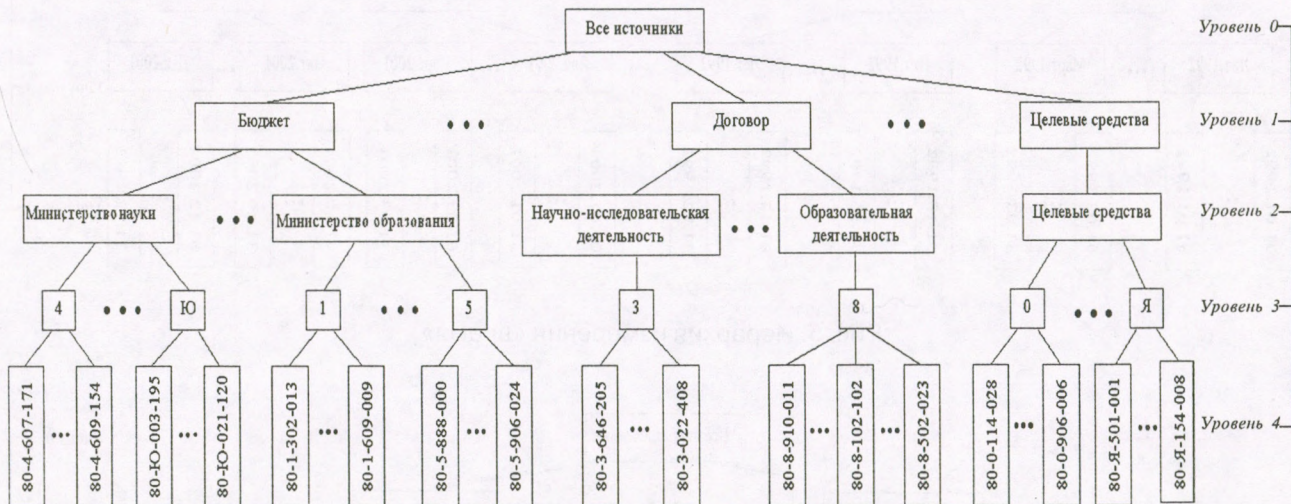 Все источники
Уровень 0
Бюджет
•••
Договор
•••
Целевые средства
Уровень 1
Министерство науки
•••
Министерство образования
Научно-исследовательская
деятельность
•••
Образовательная
деятельность
Целевые средства
Уровень 2
4
•••
Ю
1
•••
5
3
8
0
•••
Я
Уровень 3
80-4-607-171
•••
80-4-609-154
80-Ю-003-195
•••
80-Ю-021-120
80-1-302-013
•••
80-1-609-009
80-5-888-000
•••
80-5-906-024
80-3-646-205
•••
80-3-022-408
80-8-910-011
•••
80-8-102-102
•••
80-8-502-023
80-0-114-028
•••
80-0-906-006
80-Я-501-001
•••
80-Я-154-008
Уровень 4